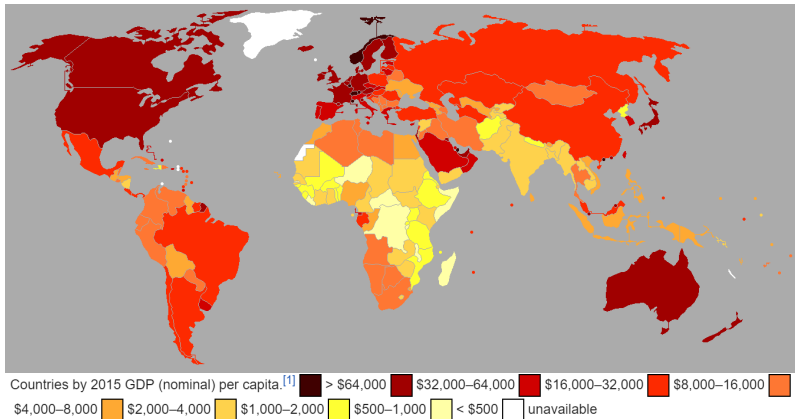 Countries by 2015 GDP (nominal) per capita.[1] > $64,000 $32,000–64,000 $16,000–32,000 $8,000–16,000
$4,000–8,000 $2,000–4,000 $1,000–2,000 $500–1,000 < $500 unavailable